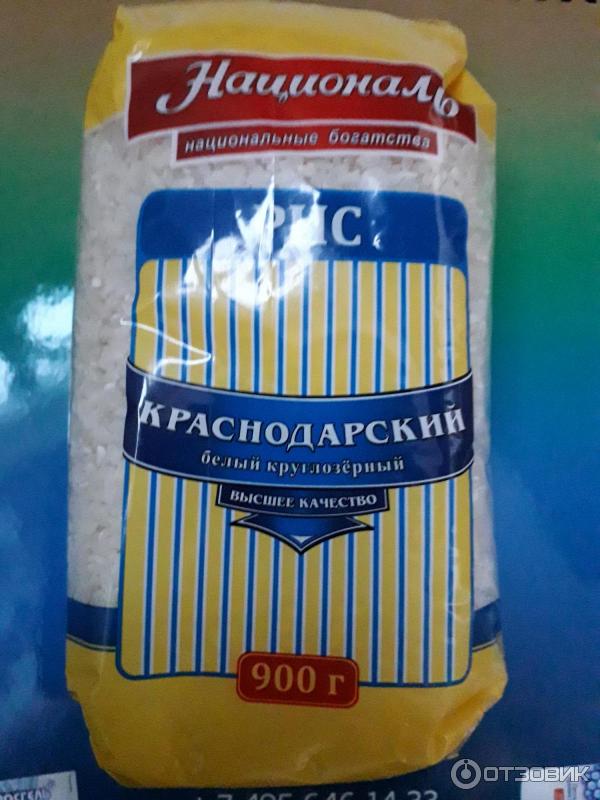 Националь
национальные богатства
РИС
КРАСНОДАРСКИЙ
белый круглозёрный
ВЫСШЕЕ КАЧЕСТВО
900 г
ОТЗОВИК